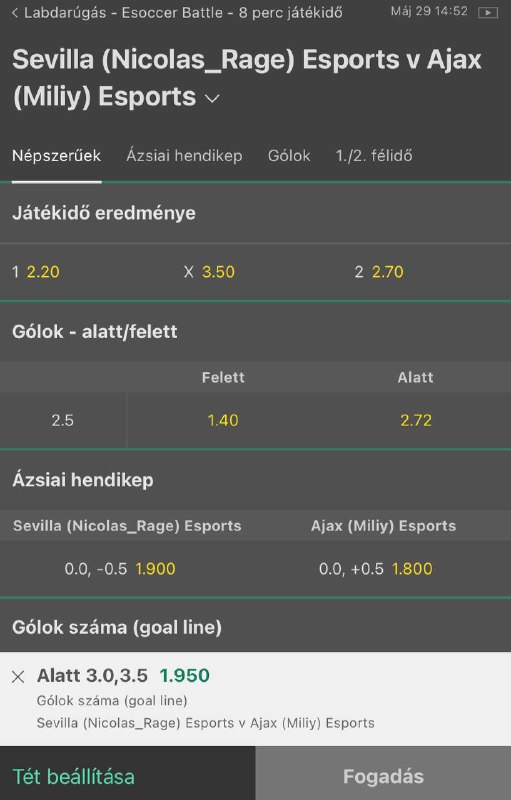 < Labdarúgás - Esoccer Battle - 8 perc játékidő Máj 29 14:52
Sevilla (Nicolas_Rage) Esports v Ajax
(Miliy) Esports
Népszerűek Ázsiai hendikep Gólok 1./2. félidő
Játékidő eredménye
1 2.20 X 3.50 2 2.70
Gólok - alatt/felett
Felett Alatt
2.5 1.40 2.72
Ázsiai hendikep
Sevilla (Nicolas_Rage) Esports Ajax (Miliy) Esports
0.0, -0.5 1.900 0.0, +0.5 1.800
Gólok száma (goal line)
Alatt 3.0,3.5 1.950
Gólok száma (goal line)
Sevilla (Nicolas_Rage) Esports v Ajax (Miliy) Esports
Tét beállítása Fogadás